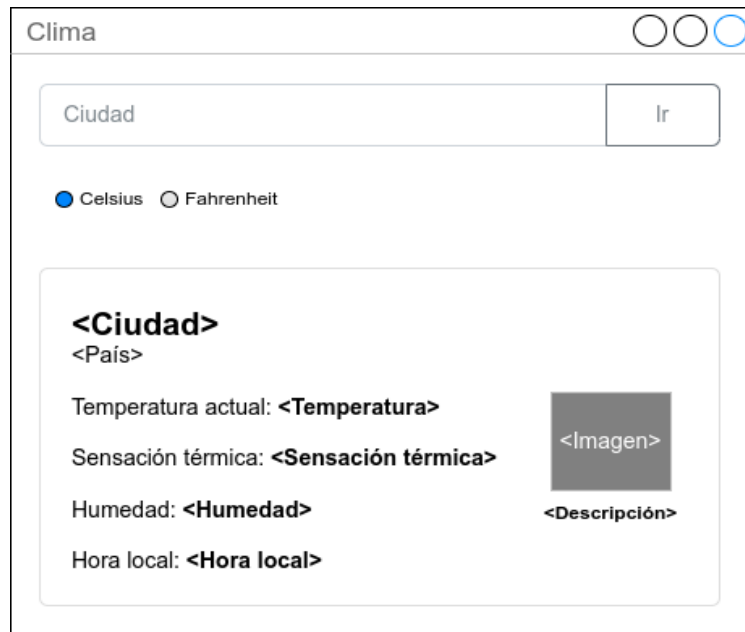 Clima
Ciudad Ir
Celsius Fahrenheit
<Ciudad>
<País>
Temperatura actual: <Temperatura>
Sensación térmica: <Sensación térmica>
Humedad: <Humedad>
Hora local: <Hora local>
<Imagen>
<Descripción>